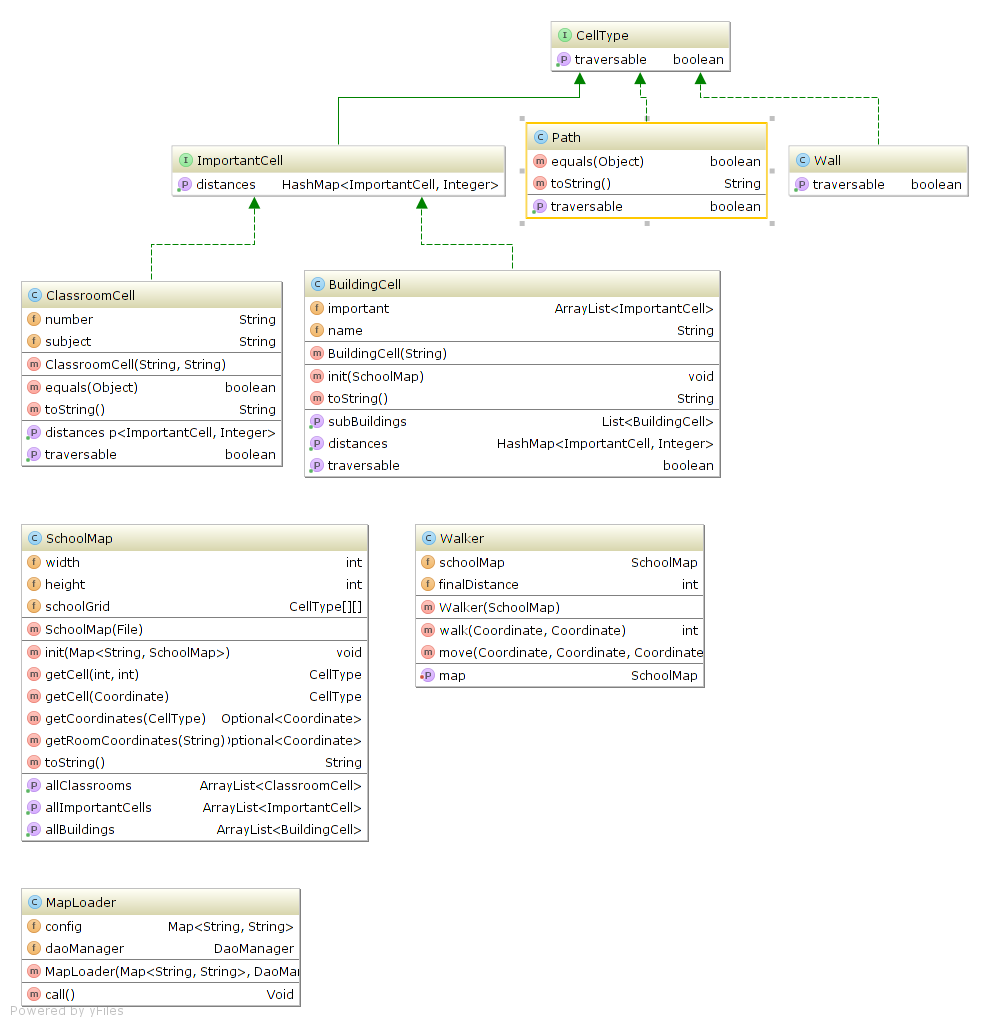 I CellType
P traversable boolean
I ImportantCell
P distances HashMap<ImportantCell, Integer>
C Path
m equals(Object) boolean
m toString() String
P traversable boolean
C Wall
P traversable boolean
C ClassroomCell
f number String
f subject String
m ClassroomCell(String, String)
m equals(Object) boolean
m toString() String
P distances p<ImportantCell, Integer>
P traversable boolean
C BuildingCell
f important ArrayList<ImportantCell>
f name String
m BuildingCell(String)
m init(SchoolMap) void
m toString() String
P subBuildings List<BuildingCell>
P distances HashMap<ImportantCell, Integer>
P traversable boolean
C SchoolMap
f width int
f height int
f schoolGrid CellType[][]
m SchoolMap(File)
m init(Map<String, SchoolMap>) void
m getCell(int, int) CellType
m getCell(Coordinate) CellType
m getCoordinates(CellType) Optional<Coordinate>
m getRoomCoordinates(String) ptional<Coordinate>
m toString() String
P allClassrooms ArrayList<ClassroomCell>
P allImportantCells ArrayList<ImportantCell>
P allBuildings ArrayList<BuildingCell>
C Walker
f schoolMap SchoolMap
f finalDistance int
m Walker(SchoolMap)
m walk(Coordinate, Coordinate) int
m move(Coordinate, Coordinate, Coordinate
P map SchoolMap
C MapLoader
f config Map<String, String>
f daoManager DaoManager
m MapLoader(Map<String, String>, DaoMan
m call() Void
Powered by yFiles